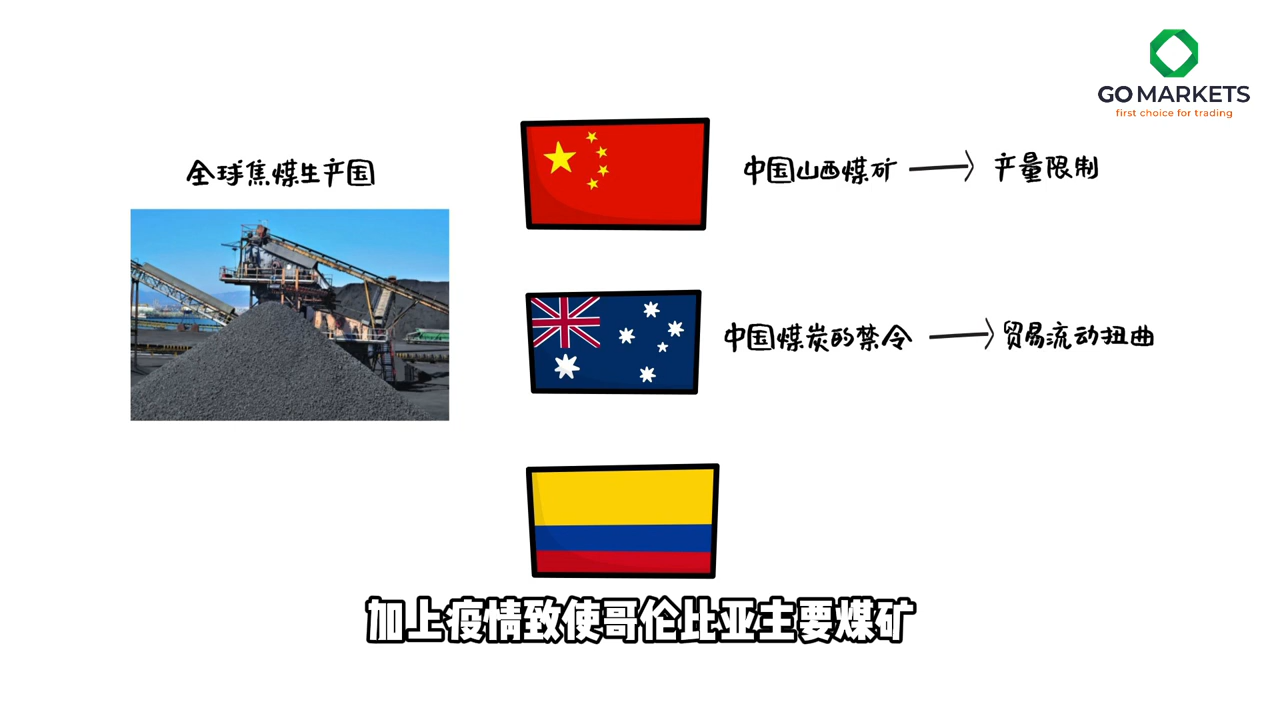 GO MARKETS
first choice for trading
全球焦煤生产国
中国山西煤矿 → 产量限制
中国煤炭的禁令 → 贸易流动扭曲
加上疫情致使哥伦比亚主要煤矿